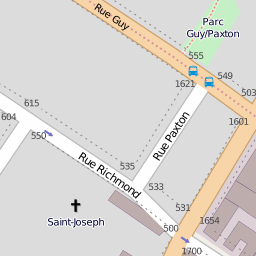 Rue Guy
Parc
Guy/Paxton
555
549
1621
503
615
604
550
Rue Paxton
1601
Rue Richmond
535
533
Saint-Joseph
531
1654
500
1700